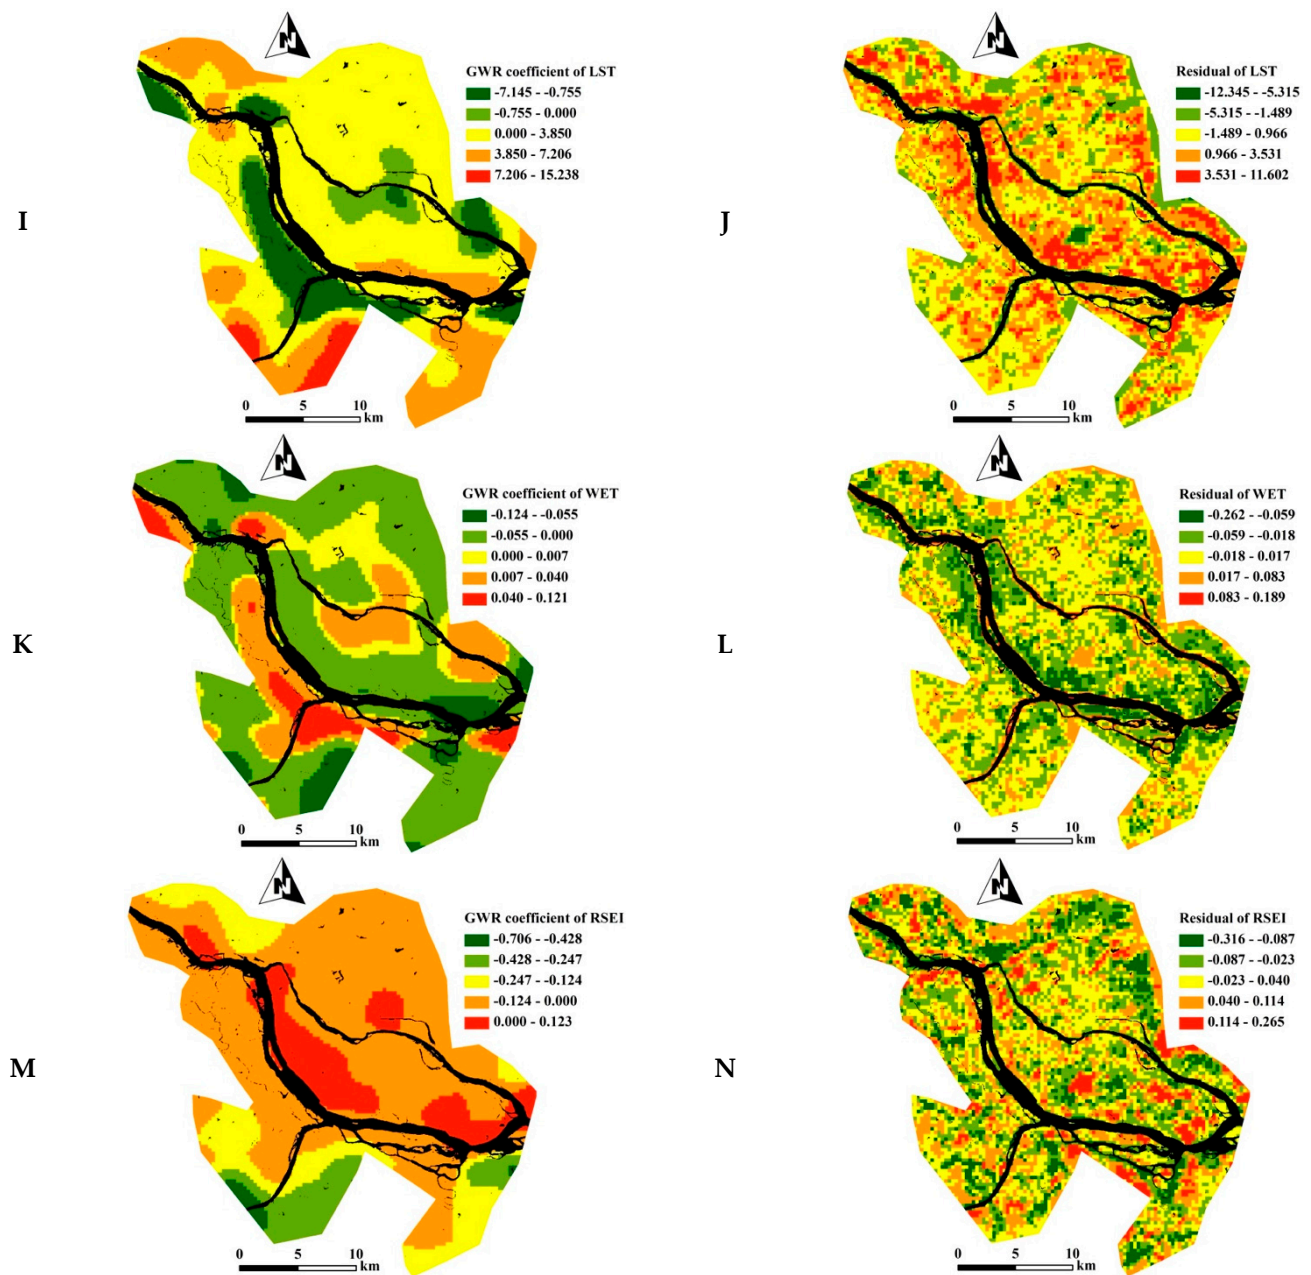 N
GWR coefficient of LST
-7.145 - -0.755
-0.755 - 0.000
0.000 - 3.850
3.850 - 7.206
7.206 - 15.238
I
0 5 10
km
N
Residual of LST
-12.345 - -5.315
-5.315 - -1.489
-1.489 - 0.966
0.966 - 3.531
3.531 - 11.602
J
0 5 10
km
N
GWR coefficient of WET
-0.124 - -0.055
-0.055 - 0.000
0.000 - 0.007
0.007 - 0.040
0.040 - 0.121
K
0 5 10
km
N
Residual of WET
-0.262 - -0.059
-0.059 - -0.018
-0.018 - 0.017
0.017 - 0.083
0.083 - 0.189
L
0 5 10
km
N
GWR coefficient of RSEI
-0.706 - -0.428
-0.428 - -0.247
-0.247 - -0.124
-0.124 - 0.000
0.000 - 0.123
M
0 5 10
km
N
Residual of RSEI
-0.316 - -0.087
-0.087 - -0.023
-0.023 - 0.040
0.040 - 0.114
0.114 - 0.265
N
0 5 10
km